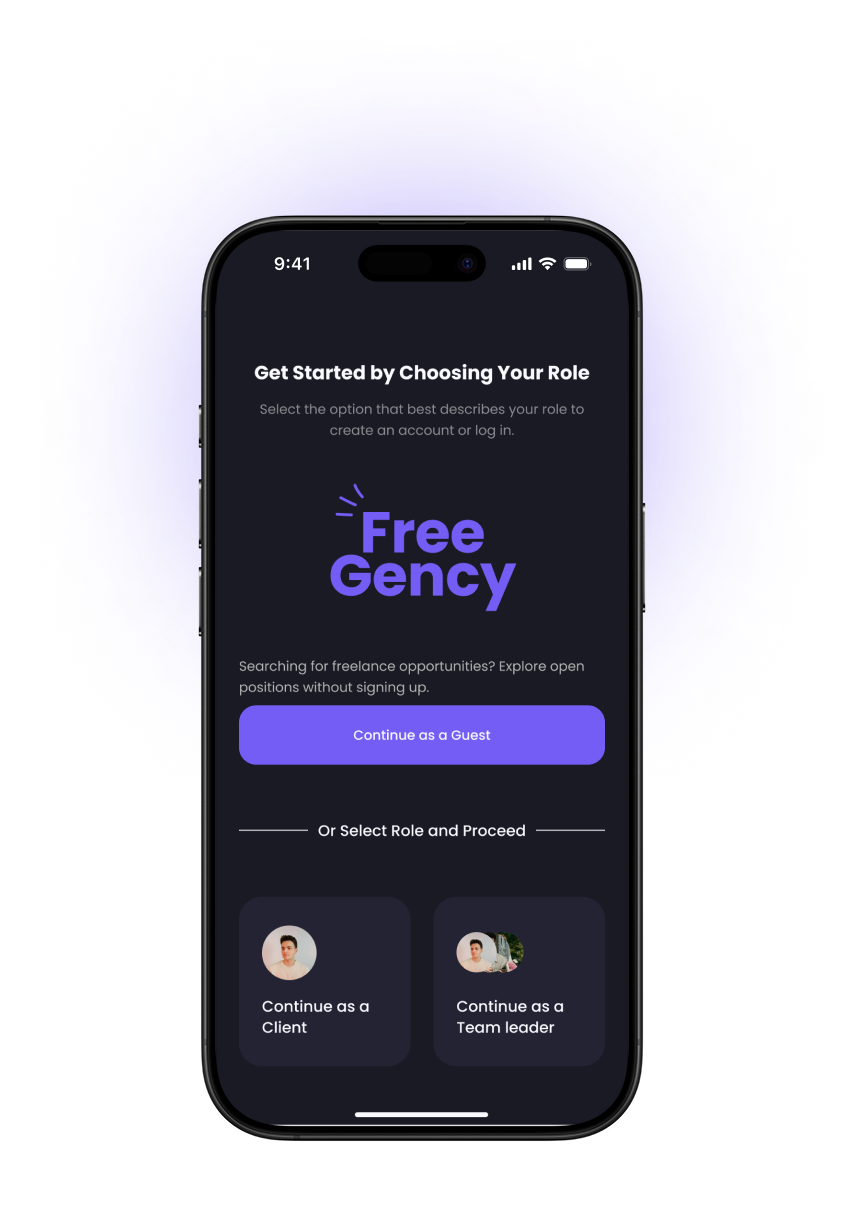 9:41
Get Started by Choosing Your Role
Select the option that best describes your role to
create an account or log in.
Free
Gency
Searching for freelance opportunities? Explore open
positions without signing up.
Continue as a Guest
Or Select Role and Proceed
Continue as a
Client
Continue as a
Team leader